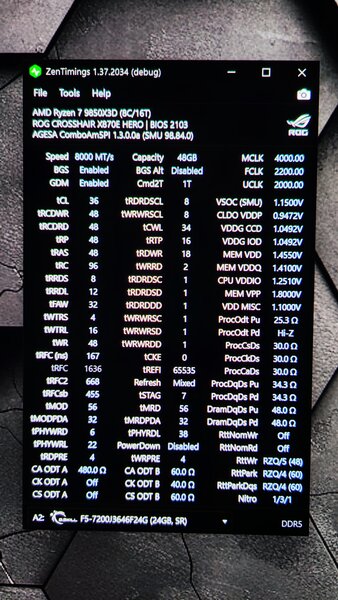 ZenTimings 1.37.2034 (debug)
File Tools Help
AMD Ryzen 7 9850X3D (8C/16T)
ROG CROSSHAIR X870E HERO | BIOS 2103
AGESA ComboAm5PI 1.3.0.0a (SMU 98.84.0)
ROG
Speed 8000 MT/s Capacity 48GB MCLK 4000.00
BGS Enabled BGS Alt Disabled FCLK 2200.00
GDM Enabled Cmd2T 1T UCLK 2000.00
tCL 36 tRDRDSCL 8 VSOC (SMU) 1.1500V
tRCDWR 48 tWRWRSCL 8 CLDO VDDP 0.9472V
tRCDRD 48 tCWL 34 VDDG CCD 1.0492V
tRP 48 tRTP 16 VDDG IOD 1.0492V
tRAS 48 tRDWR 18 MEM VDD 1.4550V
tRC 96 tWRRD 2 MEM VDDQ 1.4100V
tRRDS 8 tRDRDSC 1 CPU VDDIO 1.2510V
tRRDL 12 tRDRDSD 1 MEM VPP 1.8000V
tFAW 32 tRDRDDD 1 VDD MISC 1.1000V
tWTRS 4 tWRWRSC 1 ProcOdt Pu 25.3 Ω
tWTRL 16 tWRWRSD 1 ProcOdt Pd Hi-Z
tWR 48 tWRWRDD 1 ProcCsDs 30.0 Ω
tRFC (ns) 167 tCKE 0 ProcCkDs 30.0 Ω
tRFC 1636 tREFI 65535 ProcCaDs 30.0 Ω
tRFC2 668 Refresh Mixed ProcDqDs Pu 34.3 Ω
tRFCsb 455 tSTAG 7 ProcDqDs Pd 34.3 Ω
tMOD 56 tMRD 56 DramDqDs Pu 48.0 Ω
tMODPDA 32 tMRDPDA 32 DramDqDs Pd 48.0 Ω
tPHYWRD 6 tPHYRDL 38 RttNomWr Off
tPHYWRL 22 PowerDown Disabled RttNomRd Off
tRDPRE 4 tWRPRE 4 RttWr RZQ/5 (48)
CA ODT A 480.0 Ω CA ODT B 60.0 Ω RttPark RZQ/4 (60)
CK ODT A Off CK ODT B 40.0 Ω RttParkDqs RZQ/4 (60)
CS ODT A Off CS ODT B 60.0 Ω Nitro 1/3/1
A2: G.SKILL F5-7200J3646F24G (24GB, SR) DDR5